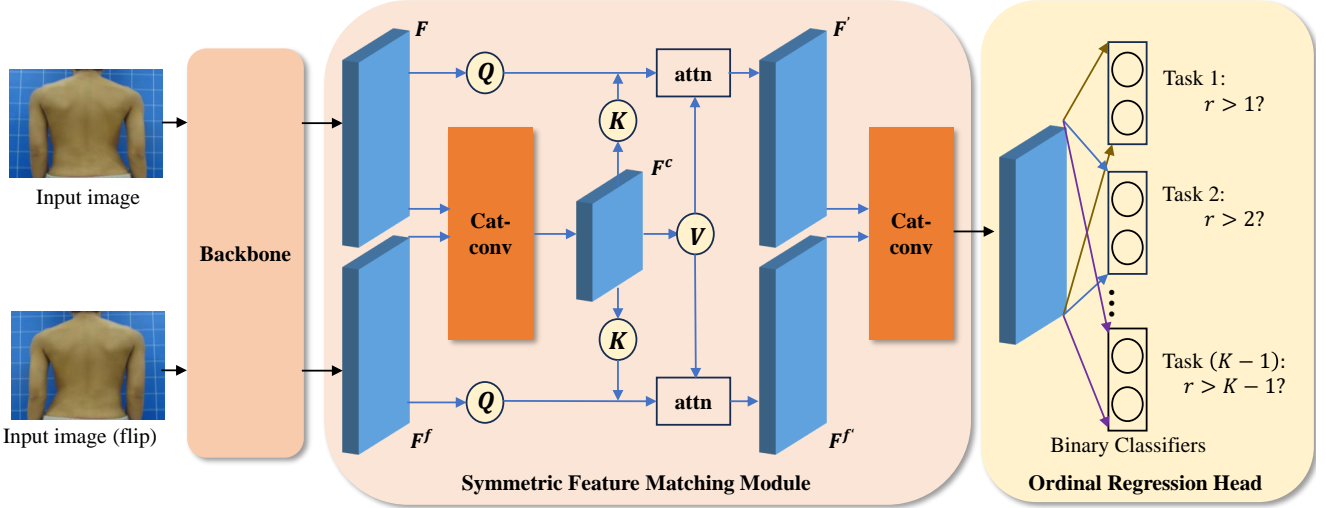 Input image
Input image (flip)
Backbone
F
Q
K
attn
F'
Cat-
conv
F^c
V
Cat-
conv
K
Q
attn
F^f
F^{f'}
Symmetric Feature Matching Module
Task 1:
r > 1?
Task 2:
r > 2?
⋮
Task (K − 1):
r > K − 1?
Binary Classifiers
Ordinal Regression Head